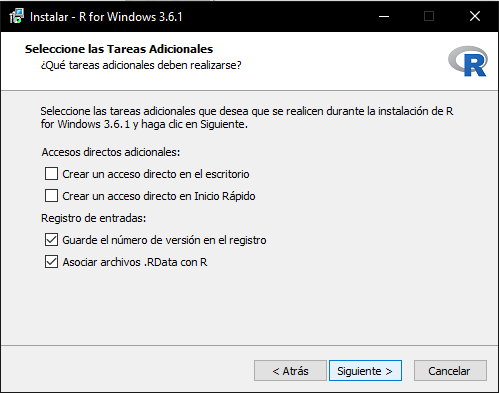 Instalar - R for Windows 3.6.1
Seleccione las Tareas Adicionales
¿Qué tareas adicionales deben realizarse?
R
Seleccione las tareas adicionales que desea que se realicen durante la instalación de R
for Windows 3.6.1 y haga clic en Siguiente.
Accesos directos adicionales:
Crear un acceso directo en el escritorio
Crear un acceso directo en Inicio Rápido
Registro de entradas:
Guarde el número de versión en el registro
Asociar archivos .RData con R
< Atrás
Siguiente >
Cancelar